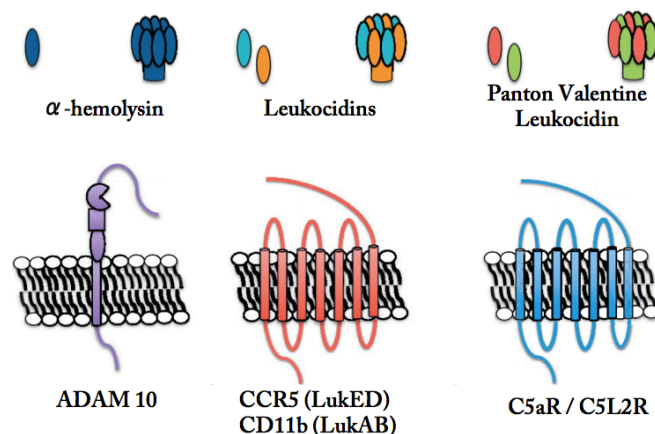 α-hemolysin
Leukocidins
Panton Valentine
Leukocidin
ADAM 10
CCR5 (LukED)
CD11b (LukAB)
C5aR / C5L2R